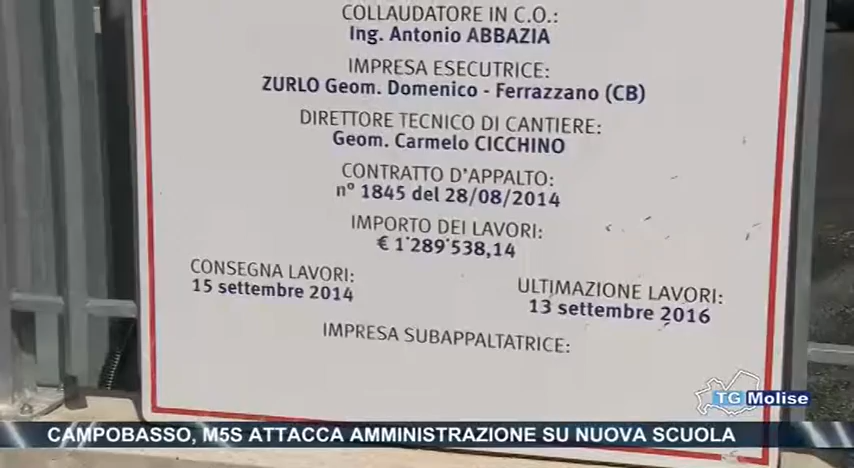 COLLAUDATORE IN C.O.:
Ing. Antonio ABBAZIA
IMPRESA ESECUTRICE:
ZURLO Geom. Domenico - Ferrazzano (CB)
DIRETTORE TECNICO DI CANTIERE:
Geom. Carmelo CICCHINO
CONTRATTO D'APPALTO:
n° 1845 del 28/08/2014
IMPORTO DEI LAVORI:
€ 1'289'538,14
CONSEGNA LAVORI:
15 Settembre 2014
ULTIMAZIONE LAVORI:
13 Settembre 2016
IMPRESA SUBAPPALTATRICE:
TG Molise
CAMPOBASSO, M5S ATTACCA AMMINISTRAZIONE SU NUOVA SCUOLA